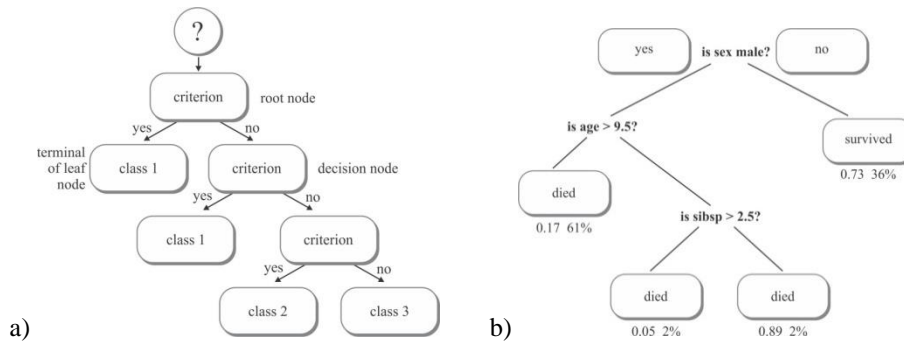 ?
criterion
root node
yes
no
terminal
of leaf
node
class 1
criterion
decision node
yes
no
class 1
criterion
yes
no
class 2
class 3
a)
yes
is sex male?
no
is age > 9.5?
survived
0.73 36%
died
0.17 61%
is sibsp > 2.5?
died
0.05 2%
died
0.89 2%
b)